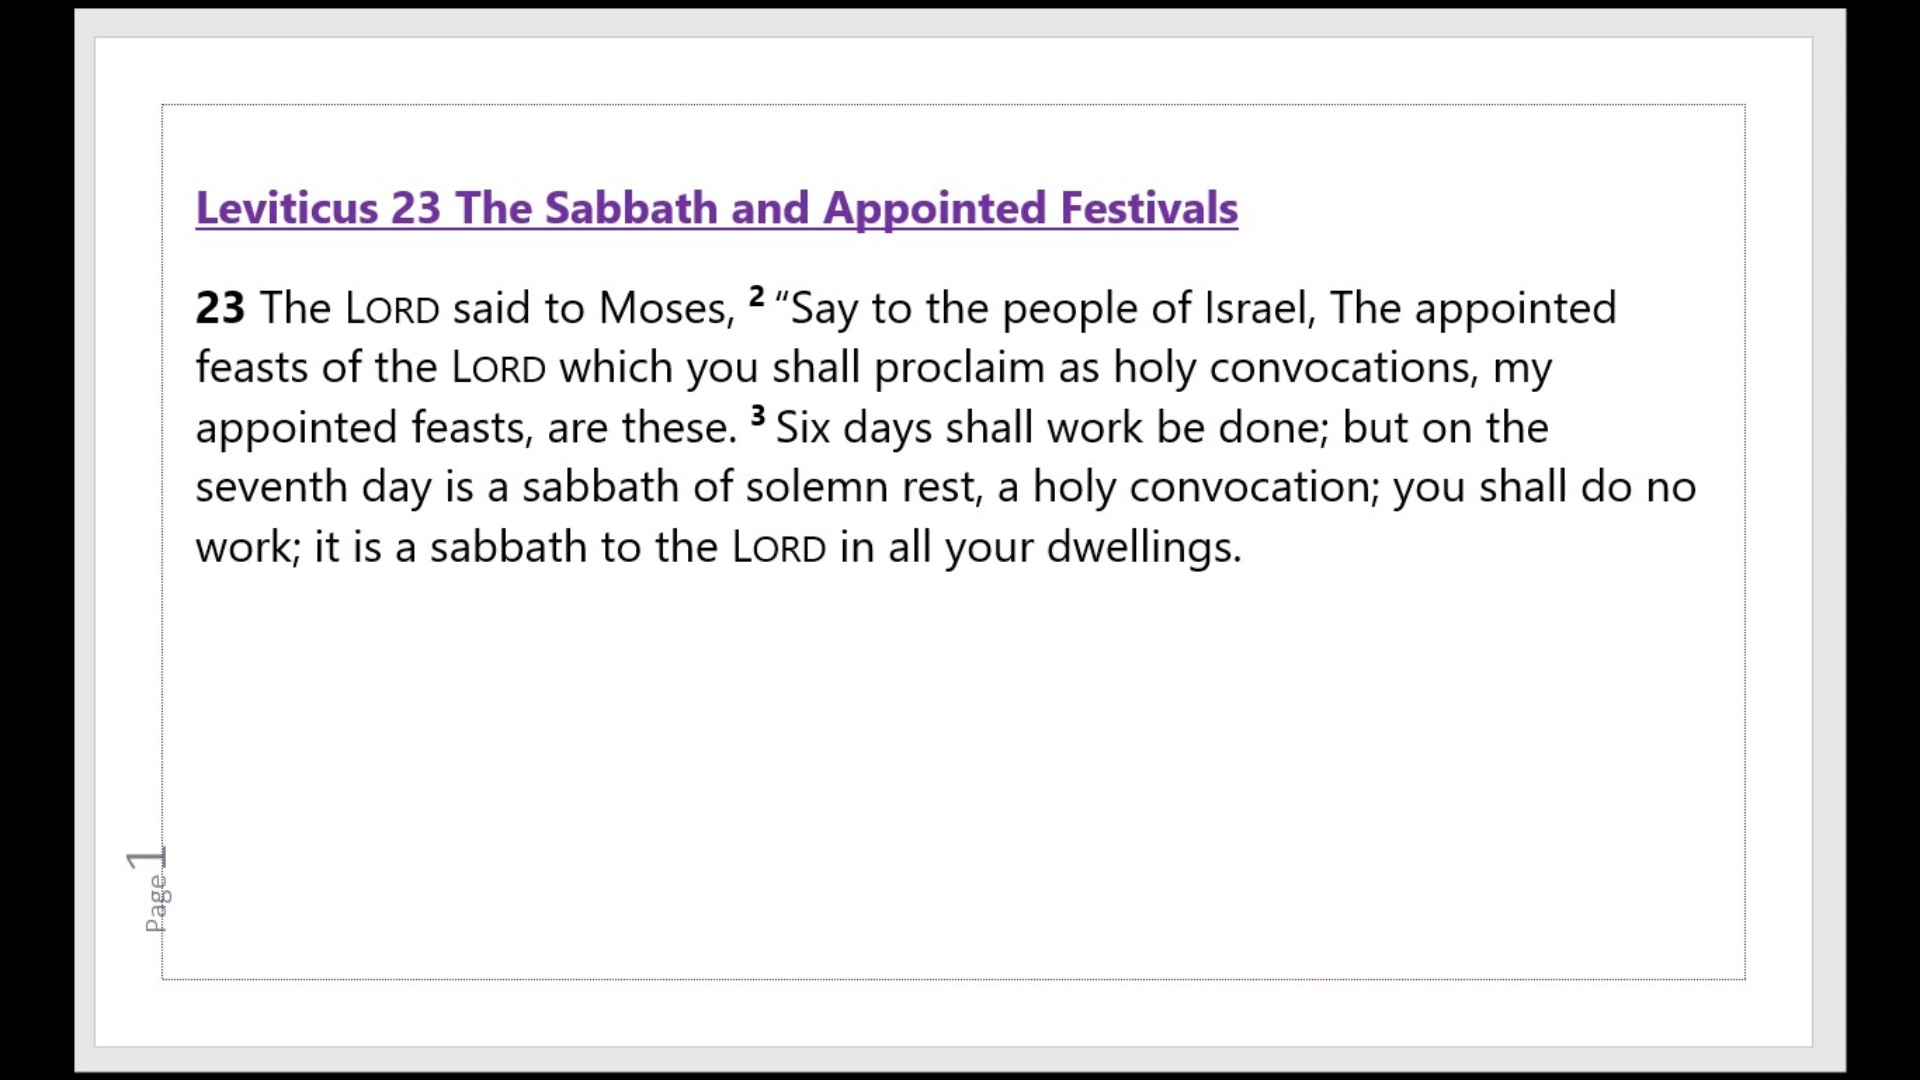 Leviticus 23 The Sabbath and Appointed Festivals
23 The LORD said to Moses, 2 “Say to the people of Israel, The appointed
feasts of the LORD which you shall proclaim as holy convocations, my
appointed feasts, are these. 3 Six days shall work be done; but on the
seventh day is a sabbath of solemn rest, a holy convocation; you shall do no
work; it is a sabbath to the LORD in all your dwellings.
Page 1